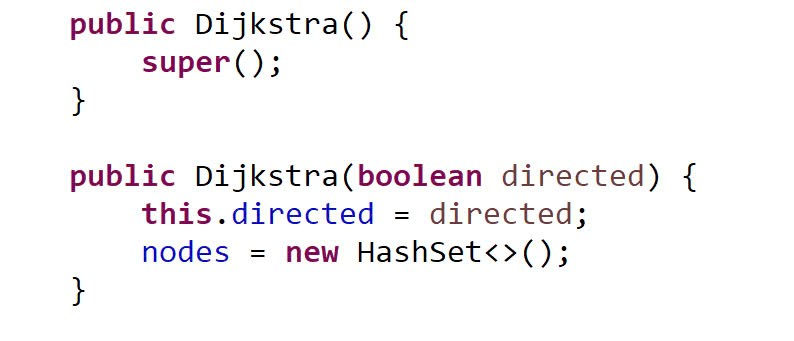 public Dijkstra() {
    super();
}

public Dijkstra(boolean directed) {
    this.directed = directed;
    nodes = new HashSet<>();
}